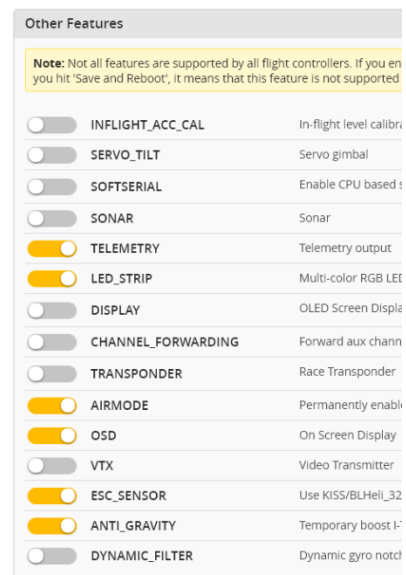 Other Features
Note: Not all features are supported by all flight controllers. If you en
you hit 'Save and Reboot', it means that this feature is not supported
INFLIGHT_ACC_CAL In-flight level calibra
SERVO_TILT Servo gimbal
SOFTSERIAL Enable CPU based s
SONAR Sonar
TELEMETRY Telemetry output
LED_STRIP Multi-color RGB LED
DISPLAY OLED Screen Displa
CHANNEL_FORWARDING Forward aux chann
TRANSPONDER Race Transponder
AIRMODE Permanently enable
OSD On Screen Display
VTX Video Transmitter
ESC_SENSOR Use KISS/BLHeli_32
ANTI_GRAVITY Temporary boost I-T
DYNAMIC_FILTER Dynamic gyro notch